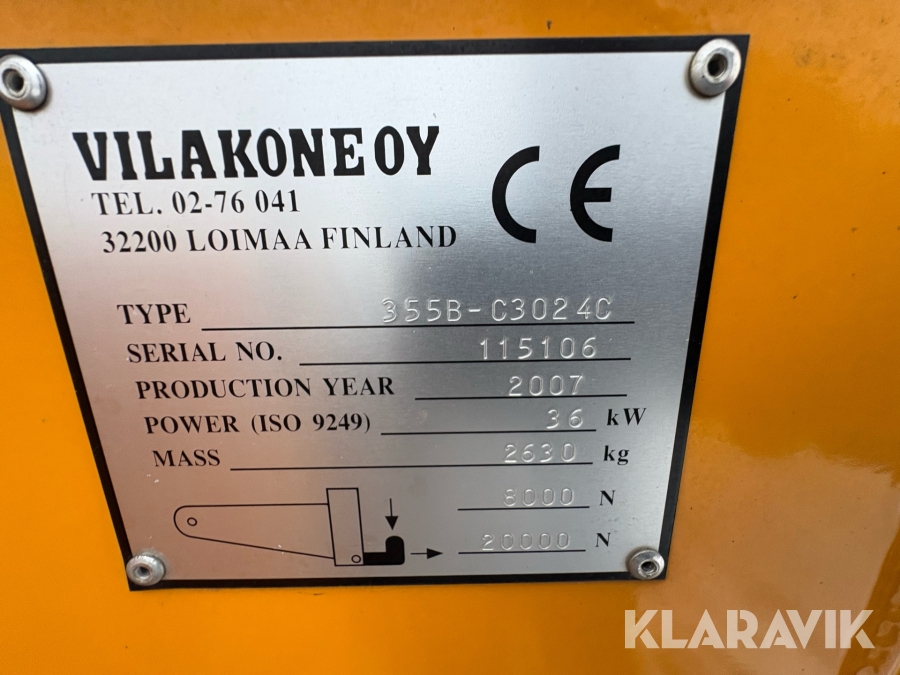 VILAKONE OY
TEL. 02-76 041
32200 LOIMAA FINLAND
CE
TYPE 355B-C3024C
SERIAL NO. 115106
PRODUCTION YEAR 2007
POWER (ISO 9249) 36 kW
MASS 2630 kg
8000 N
20000 N
KLARAVIK